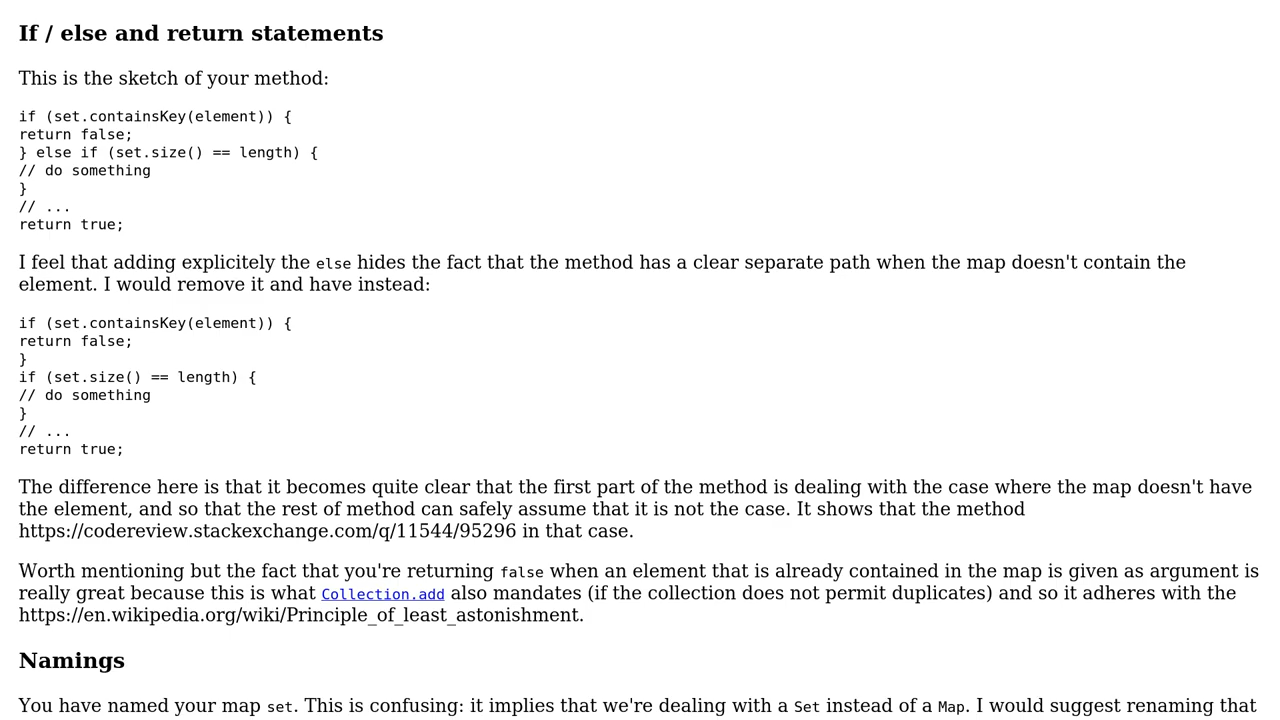 If / else and return statements
This is the sketch of your method:
if (set.containsKey(element)) {
return false;
} else if (set.size() == length) {
// do something
}
// ...
return true;
I feel that adding explicitely the else hides the fact that the method has a clear separate path when the map doesn't contain the
element. I would remove it and have instead:
if (set.containsKey(element)) {
return false;
}
if (set.size() == length) {
// do something
}
// ...
return true;
The difference here is that it becomes quite clear that the first part of the method is dealing with the case where the map doesn't have
the element, and so that the rest of method can safely assume that it is not the case. It shows that the method
https://codereview.stackexchange.com/q/11544/95296 in that case.
Worth mentioning but the fact that you're returning false when an element that is already contained in the map is given as argument is
really great because this is what Collection.add also mandates (if the collection does not permit duplicates) and so it adheres with the
https://en.wikipedia.org/wiki/Principle_of_least_astonishment.
Namings
You have named your map set. This is confusing: it implies that we're dealing with a Set instead of a Map. I would suggest renaming that